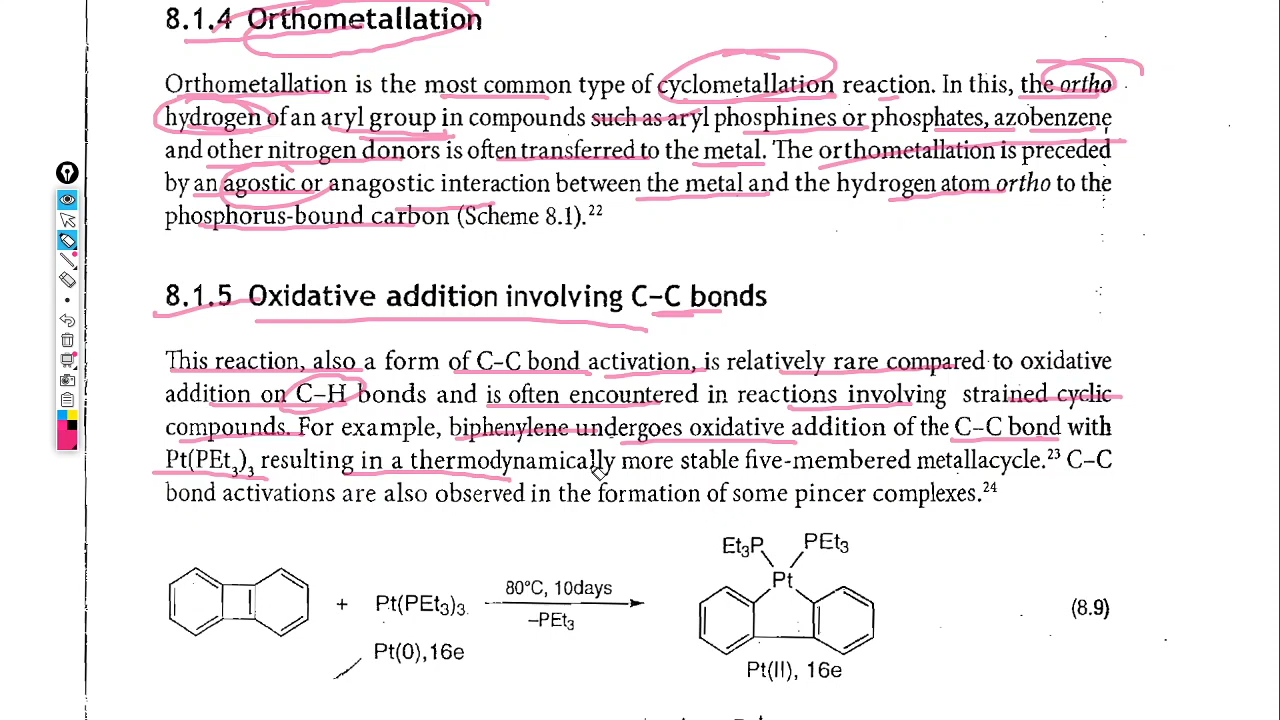 8.1.4 Orthometallation
Orthometallation is the most common type of cyclometallation reaction. In this, the ortho
hydrogen of an aryl group in compounds such as aryl phosphines or phosphates, azobenzene
and other nitrogen donors is often transferred to the metal. The orthometallation is preceded
by an agostic or anagostic interaction between the metal and the hydrogen atom ortho to the
phosphorus-bound carbon (Scheme 8.1).²²
8.1.5 Oxidative addition involving C–C bonds
This reaction, also a form of C–C bond activation, is relatively rare compared to oxidative
addition on C–H bonds and is often encountered in reactions involving strained cyclic
compounds. For example, biphenylene undergoes oxidative addition of the C–C bond with
Pt(PEt₃)₃ resulting in a thermodynamically more stable five-membered metallacycle.²³ C–C
bond activations are also observed in the formation of some pincer complexes.²⁴
Et₃P PEt₃
Pt
80°C, 10days
+ Pt(PEt₃)₃ (8.9)
–PEt₃
Pt(0),16e
Pt(II), 16e